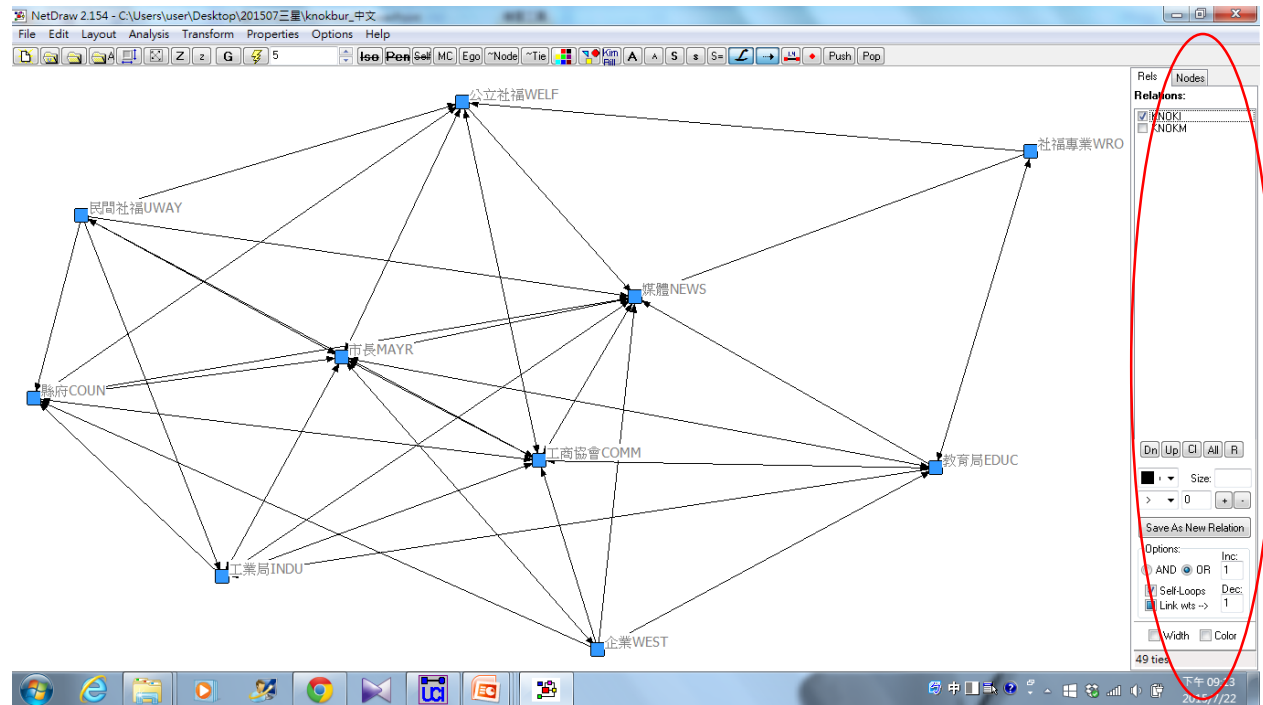 NetDraw 2.154 - C:\Users\user\Desktop\201507三星\knokbur_中文
File Edit Layout Analysis Transform Properties Options Help
Z z G 5 Iso Pen Self MC Ego ~Node ~Tie Kim Fill A A S s S= L Push Pop
Rels Nodes
Relations:
KNOKI
KNOKM
公立社福WELF
社福專業WRO
民間社福UWAY
媒體NEWS
市長MAYR
縣府COUN
工商協會COMM
教育局EDUC
工業局INDU
企業WEST
Dn Up Cl All R
Size:
> 0 + -
Save As New Relation
Options: Inc:
AND OR 1
Self-Loops Dec:
Link wts --> 1
Width Color
49 ties
中
下午 09:23
2015/7/22